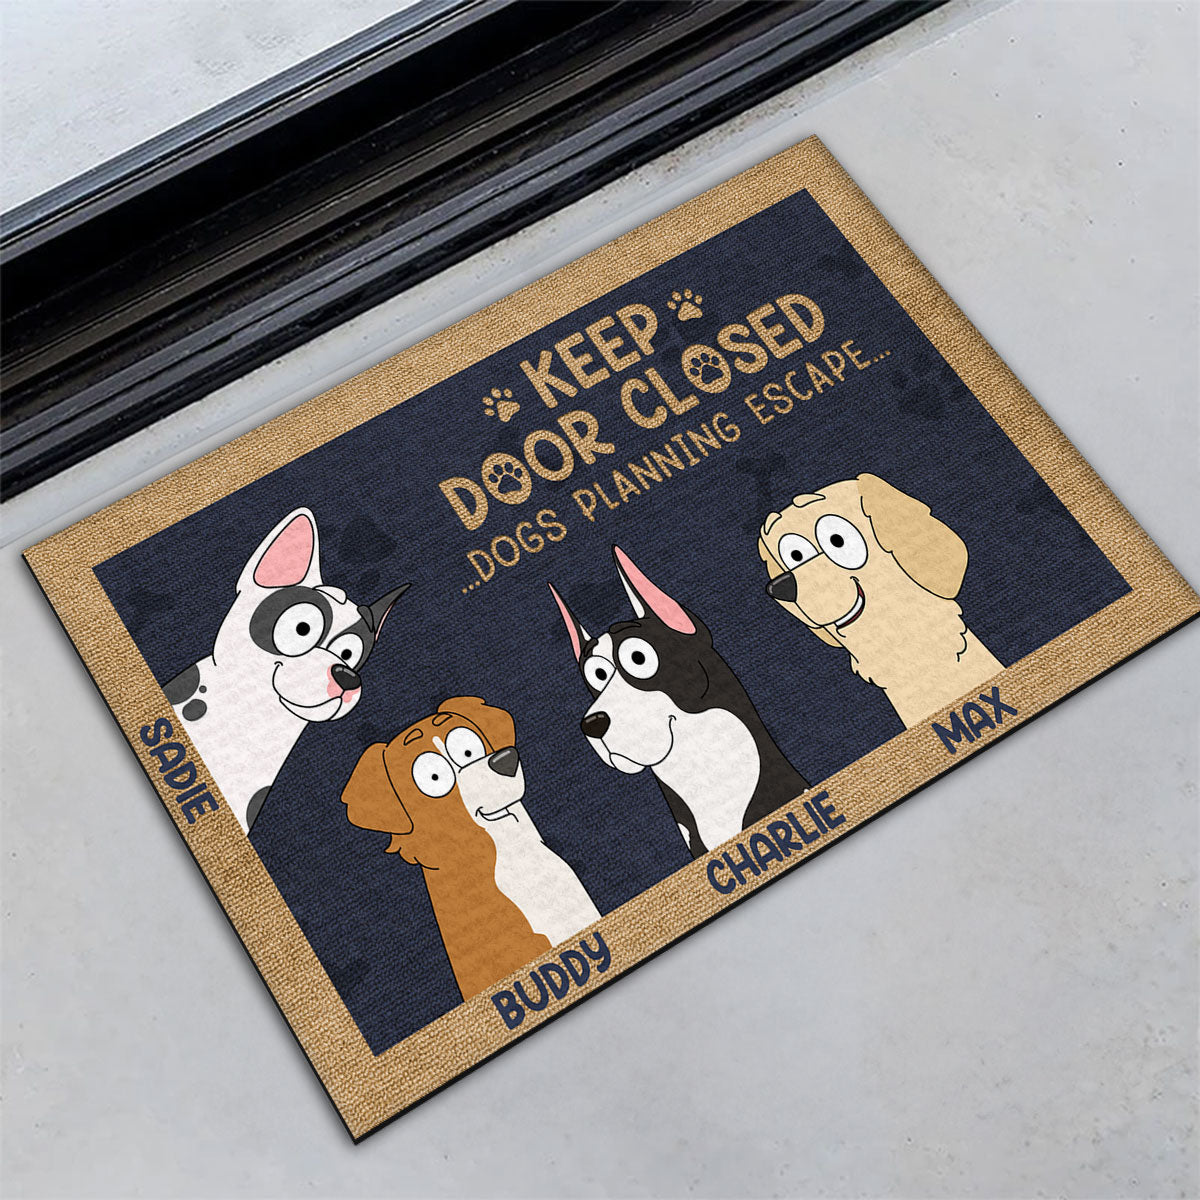 KEEP
DOOR CLOSED
...DOGS PLANNING ESCAPE...
SADIE
BUDDY
CHARLIE
MAX